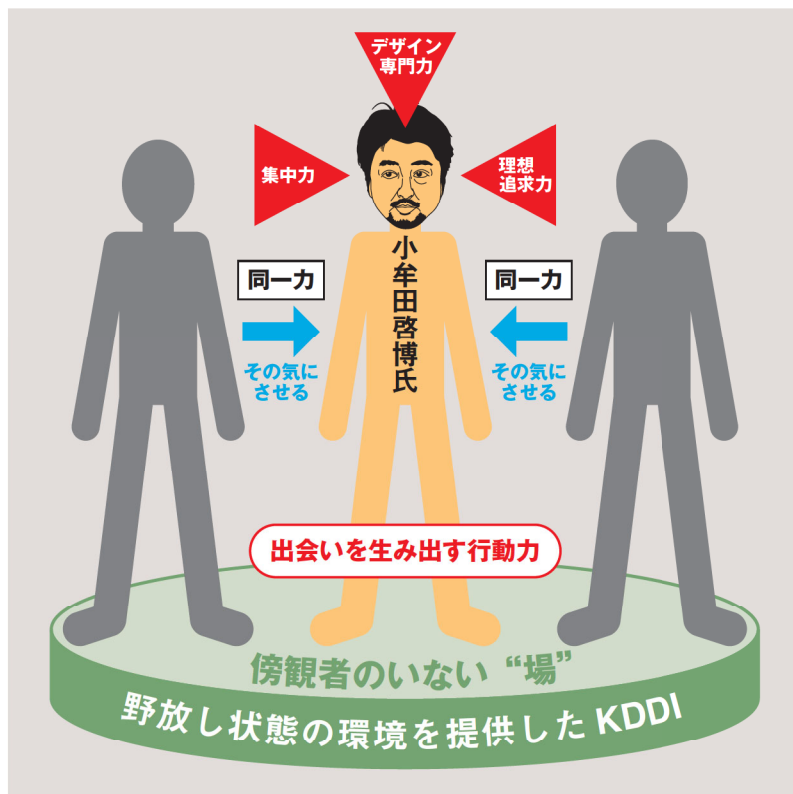 デザイン
専門力
集中力
理想
追求力
小牟田啓博氏
同一力
同一力
その気に
させる
その気に
させる
出会いを生み出す行動力
傍観者のいない“場”
野放し状態の環境を提供したKDDI